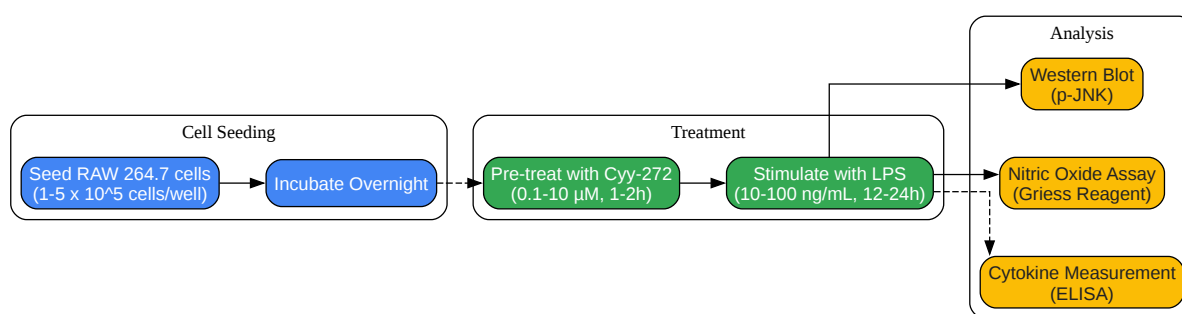 Cell Seeding
Seed RAW 264.7 cells
(1-5 x 10^5 cells/well)
Incubate Overnight
Treatment
Pre-treat with Cyy-272
(0.1-10 µM, 1-2h)
Stimulate with LPS
(10-100 ng/mL, 12-24h)
Analysis
Western Blot
(p-JNK)
Nitric Oxide Assay
(Griess Reagent)
Cytokine Measurement
(ELISA)